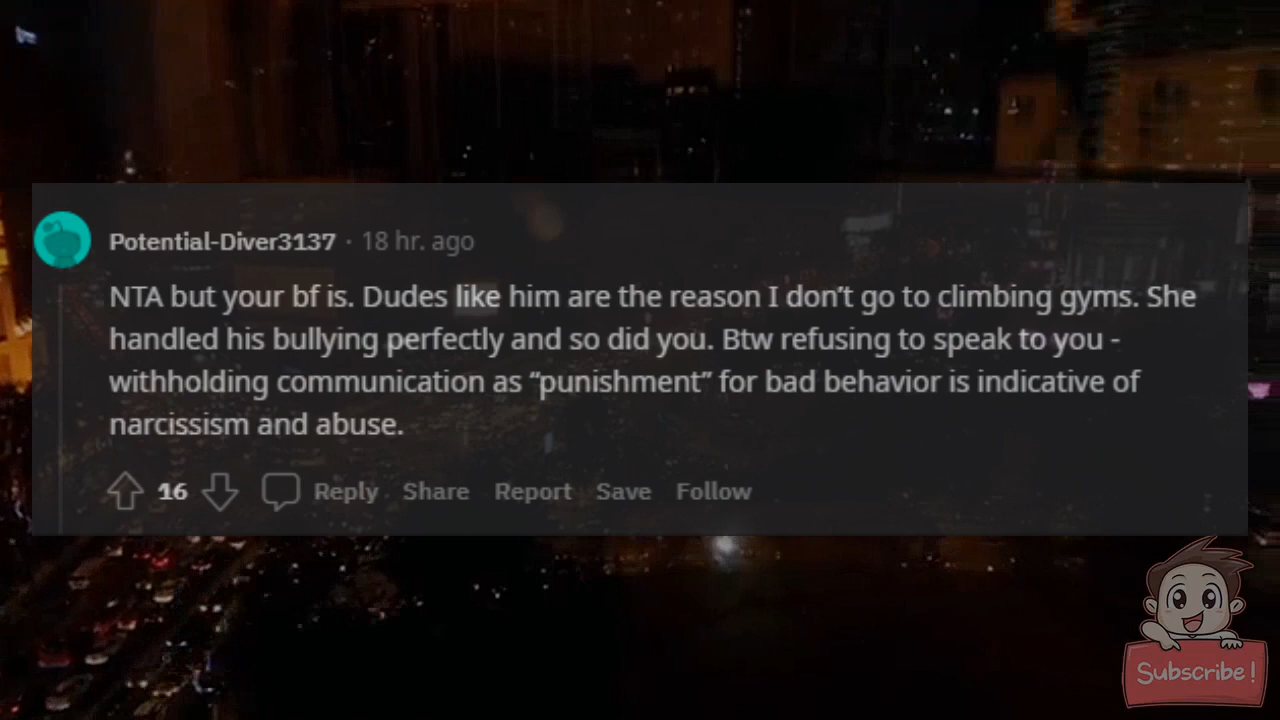 Potential-Diver3137 · 18 hr. ago
NTA but your bf is. Dudes like him are the reason I don’t go to climbing gyms. She
handled his bullying perfectly and so did you. Btw refusing to speak to you -
withholding communication as “punishment” for bad behavior is indicative of
narcissism and abuse.
16 Reply Share Report Save Follow
Subscribe!